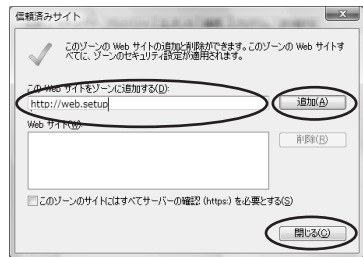 信頼済みサイト
このゾーンの Web サイトの追加と削除ができます。このゾーンの Web サイトす
べてに、ゾーンのセキュリティ設定が適用されます。
この Web サイトをゾーンに追加する(D):
http://web.setup
追加(A)
Web サイト(W):
削除(R)
このゾーンのサイトにはすべてサーバーの確認 (https:) を必要とする(S)
閉じる(C)